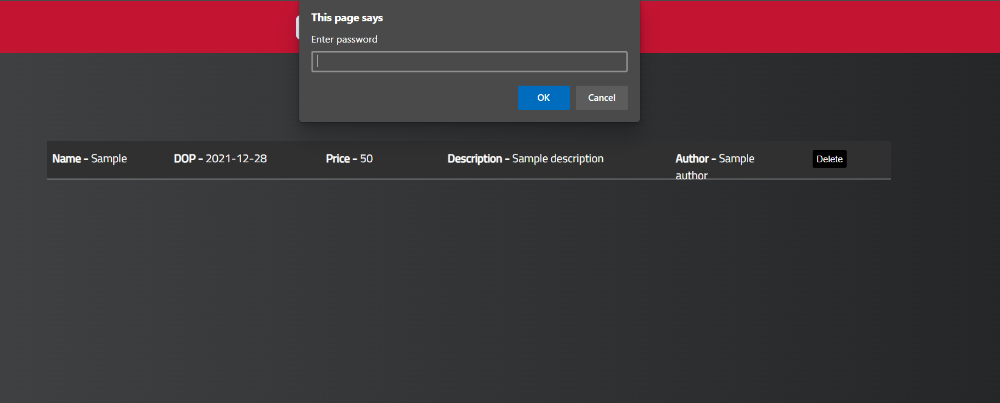 This page says
Enter password
OK Cancel
Name - Sample DOP - 2021-12-28 Price - 50 Description - Sample description Author - Sample Delete
author